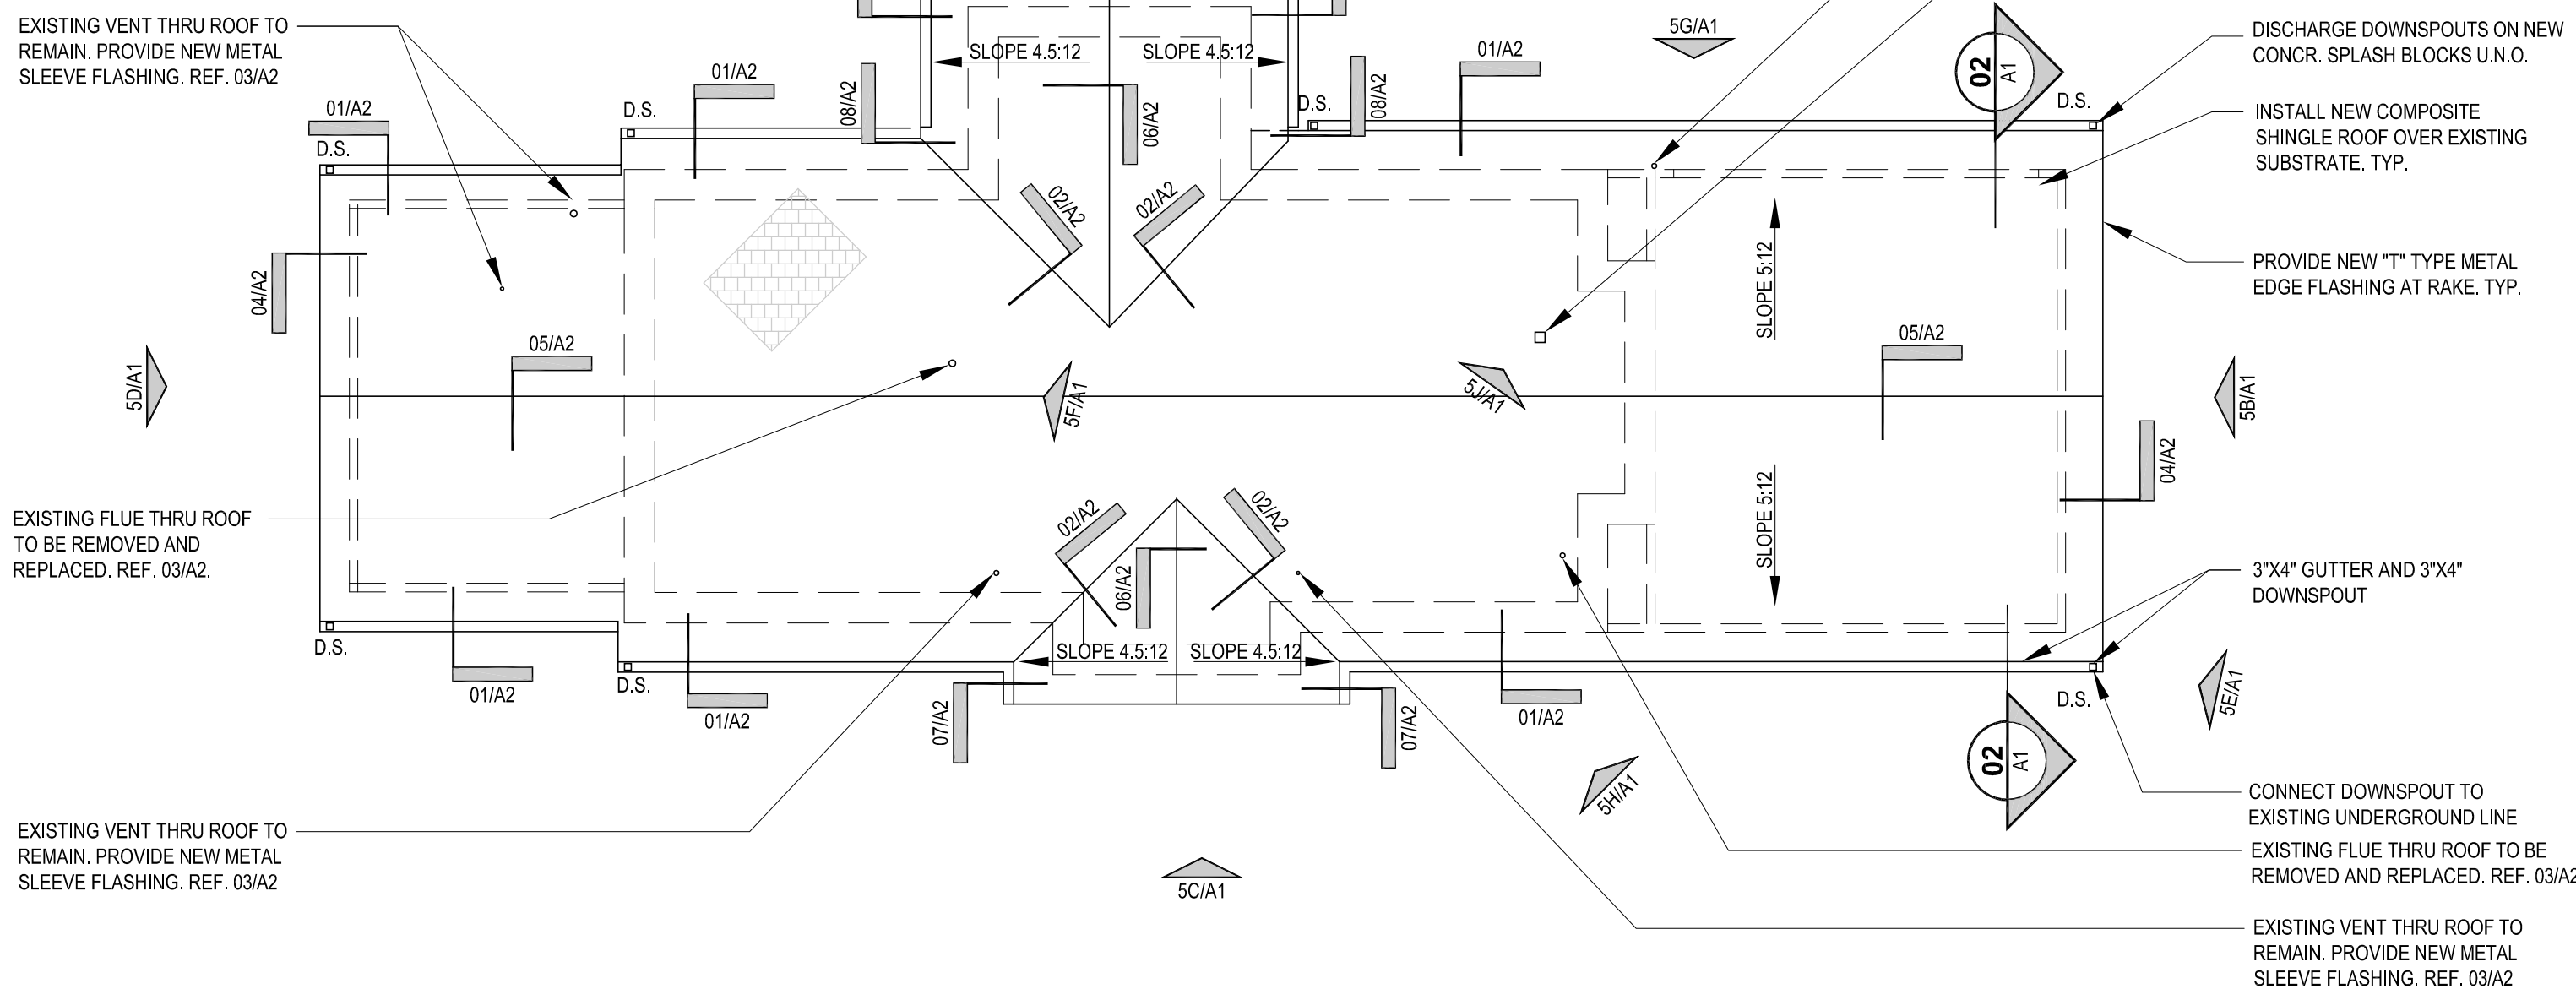 EXISTING VENT THRU ROOF TO
REMAIN. PROVIDE NEW METAL
SLEEVE FLASHING. REF. 03/A2
SLOPE 4.5:12
SLOPE 4.5:12
5G/A1
02
A1
DISCHARGE DOWNSPOUTS ON NEW
CONCR. SPLASH BLOCKS U.N.O.
01/A2
D.S.
01/A2
D.S.
08/A2
06/A2
D.S.
08/A2
01/A2
D.S.
INSTALL NEW COMPOSITE
SHINGLE ROOF OVER EXISTING
SUBSTRATE. TYP.
02/A2
02/A2
04/A2
SLOPE 5:12
PROVIDE NEW "T" TYPE METAL
EDGE FLASHING AT RAKE. TYP.
05/A2
05/A2
5D/A1
5F/A1
5J/A1
5B/A1
04/A2
EXISTING FLUE THRU ROOF
TO BE REMOVED AND
REPLACED. REF. 03/A2.
02/A2
02/A2
SLOPE 5:12
06/A2
3"X4" GUTTER AND 3"X4"
DOWNSPOUT
D.S.
01/A2
D.S.
01/A2
SLOPE 4.5:12
SLOPE 4.5:12
07/A2
07/A2
01/A2
D.S.
5E/A1
02
A1
5H/A1
CONNECT DOWNSPOUT TO
EXISTING UNDERGROUND LINE
EXISTING VENT THRU ROOF TO
REMAIN. PROVIDE NEW METAL
SLEEVE FLASHING. REF. 03/A2
5C/A1
EXISTING FLUE THRU ROOF TO BE
REMOVED AND REPLACED. REF. 03/A2
EXISTING VENT THRU ROOF TO
REMAIN. PROVIDE NEW METAL
SLEEVE FLASHING. REF. 03/A2